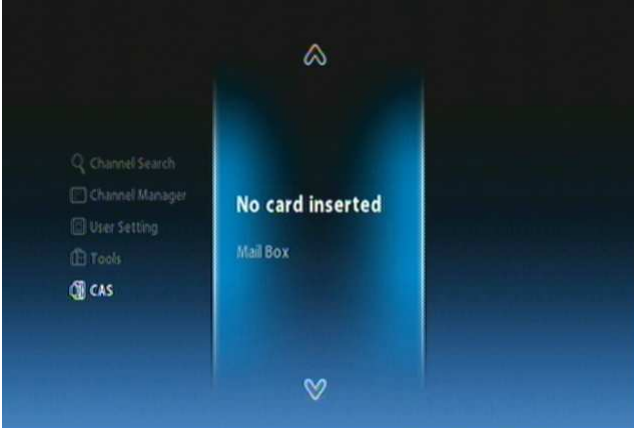 Channel Search
Channel Manager
User Setting
Tools
CAS
No card inserted
Mail Box